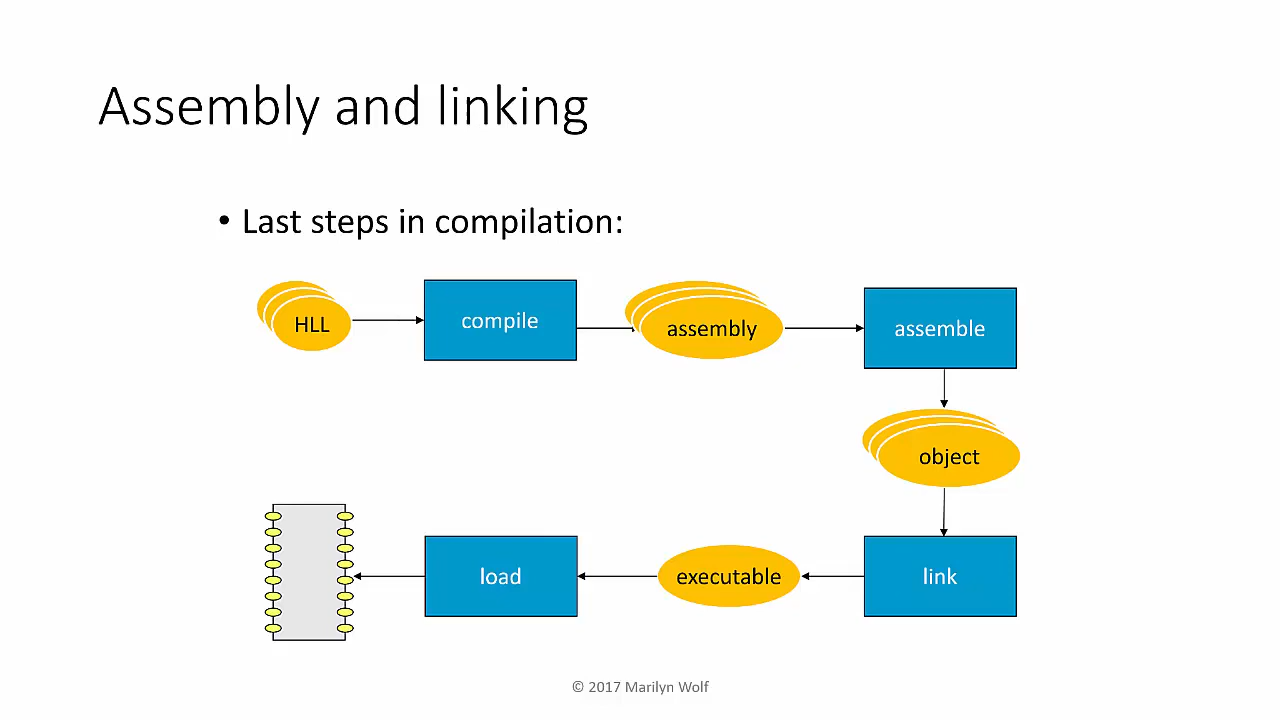 Assembly and linking
• Last steps in compilation:
HLL
compile
assembly
assemble
object
link
executable
load
© 2017 Marilyn Wolf